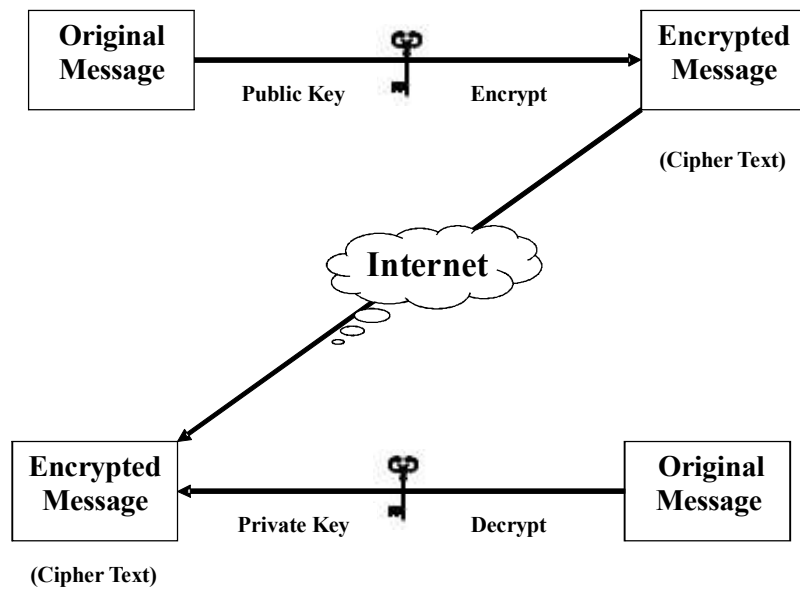 Original
Message
Public Key
Encrypt
Encrypted
Message
(Cipher Text)
Internet
Encrypted
Message
(Cipher Text)
Private Key
Decrypt
Original
Message